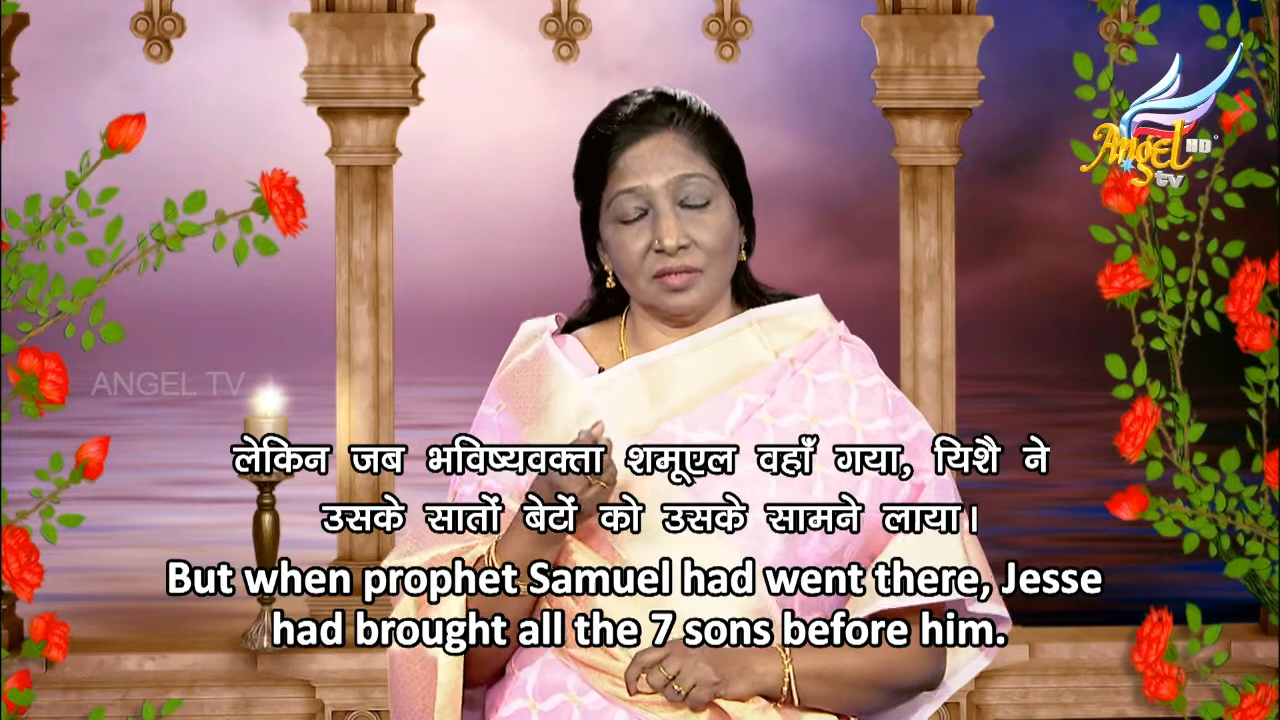 Angel HD
tv
ANGEL TV
लेकिन जब भविष्यवक्ता शमूएल वहाँ गया, यिशै ने
उसके सातों बेटों को उसके सामने लाया।
But when prophet Samuel had went there, Jesse
had brought all the 7 sons before him.